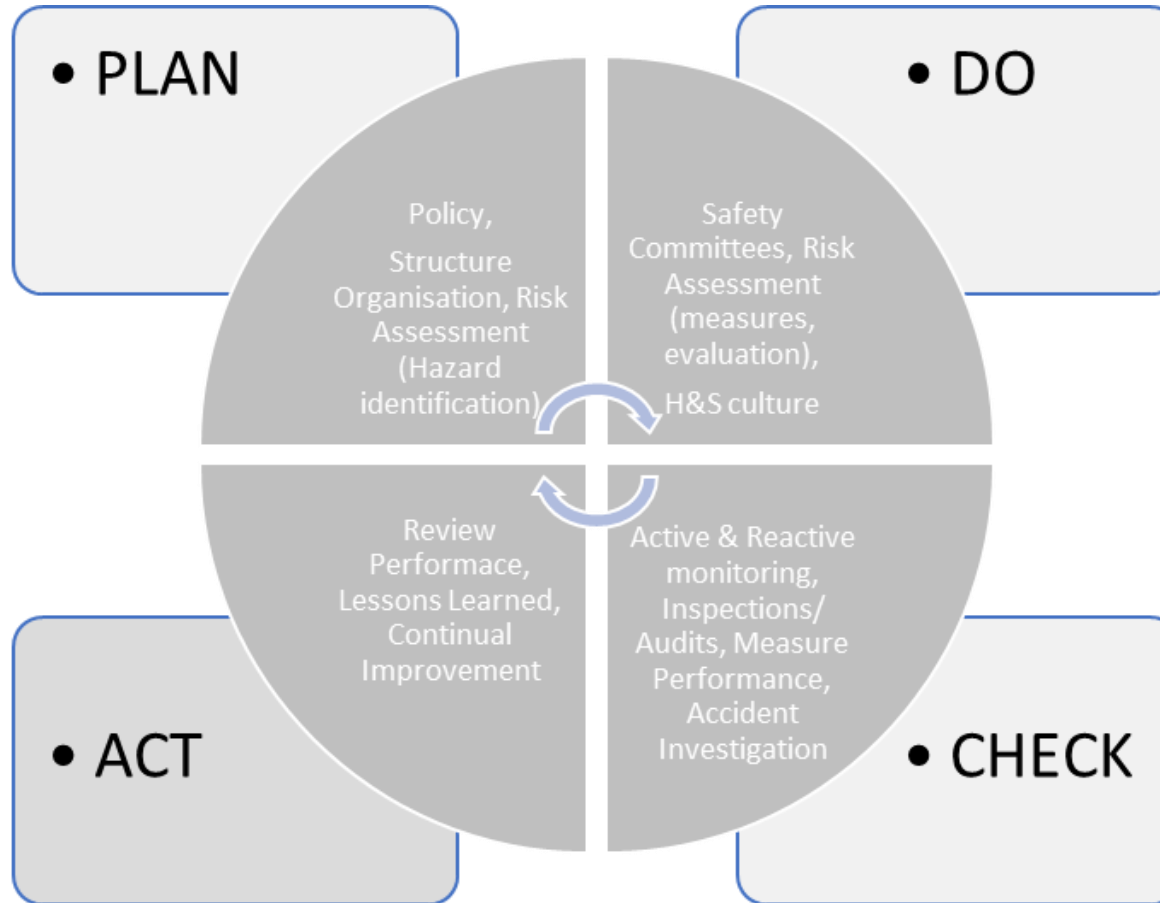 • PLAN
• DO
Policy,
Structure
Organisation, Risk
Assessment
(Hazard
identification)
Safety
Committees, Risk
Assessment
(measures,
evaluation),
H&S culture
Review
Performace,
Lessons Learned,
Continual
Improvement
Active & Reactive
monitoring,
Inspections/
Audits, Measure
Performance,
Accident
Investigation
• ACT
• CHECK